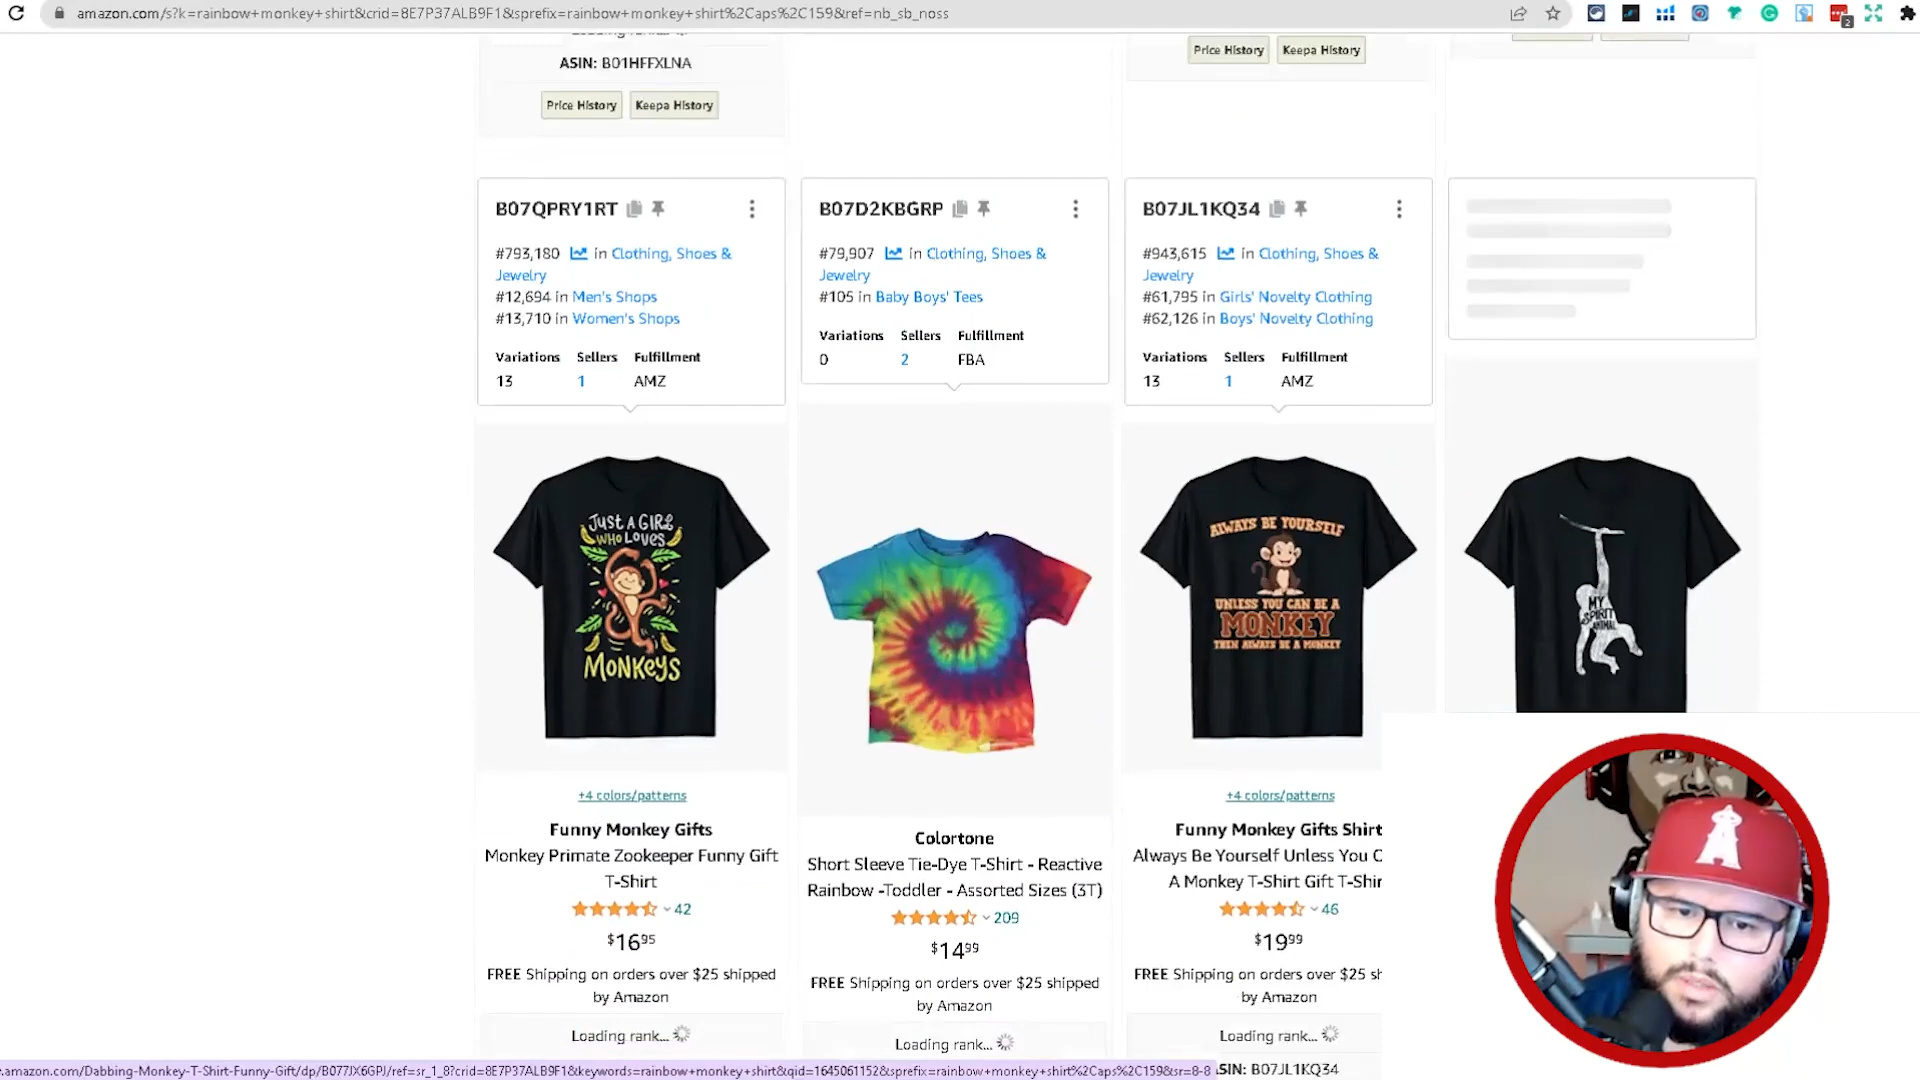 amazon.com/s?k=rainbow+monkey+shirt&crid=8E7P37ALB9F1&sprefix=rainbow+monkey+shirt%2Caps%2C159&ref=nb_sb_noss
2
ASIN: B01HFFXLNA
Price History Keepa History
Price History Keepa History
B07QPRY1RT
#793,180 in Clothing, Shoes &
Jewelry
#12,694 in Men's Shops
#13,710 in Women's Shops
Variations Sellers Fulfillment
13 1 AMZ
B07D2KBGRP
#79,907 in Clothing, Shoes &
Jewelry
#105 in Baby Boys' Tees
Variations Sellers Fulfillment
0 2 FBA
B07JL1KQ34
#943,615 in Clothing, Shoes &
Jewelry
#61,795 in Girls' Novelty Clothing
#62,126 in Boys' Novelty Clothing
Variations Sellers Fulfillment
13 1 AMZ
JUST A GIRL
WHO LOVES
MONKEYS
ALWAYS BE YOURSELF
UNLESS YOU CAN BE A
MONKEY
THEN ALWAYS BE A MONKEY
MY
SPIRIT
ANIMAL
+4 colors/patterns
Funny Monkey Gifts
Monkey Primate Zookeeper Funny Gift
T-Shirt
42
$16.95
FREE Shipping on orders over $25 shipped
by Amazon
Loading rank...
Colortone
Short Sleeve Tie-Dye T-Shirt - Reactive
Rainbow -Toddler - Assorted Sizes (3T)
209
$14.99
FREE Shipping on orders over $25 shipped
by Amazon
Loading rank...
+4 colors/patterns
Funny Monkey Gifts Shirt
Always Be Yourself Unless You C
A Monkey T-Shirt Gift T-Shir
46
$19.99
FREE Shipping on orders over $25 sh
by Amazon
Loading rank...
SIN: B07JL1KQ34
A
.amazon.com/Dabbing-Monkey-T-Shirt-Funny-Gift/dp/B077JX6GPJ/ref=sr_1_8?crid=8E7P37ALB9F1&keywords=rainbow+monkey+shirt&qid=1645061152&sprefix=rainbow+monkey+shirt%2Caps%2C159&sr=8-8